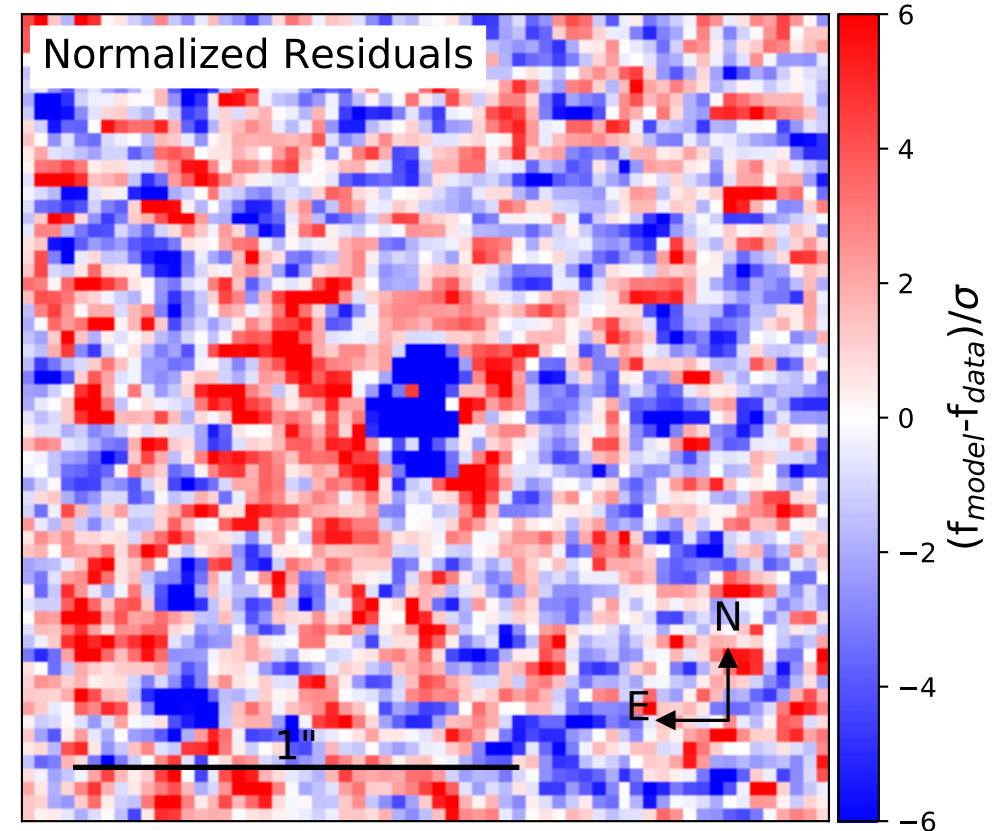 Normalized Residuals
6
4
2
0
−2
−4
−6
(f_model-f_data)/σ
N
E
1"